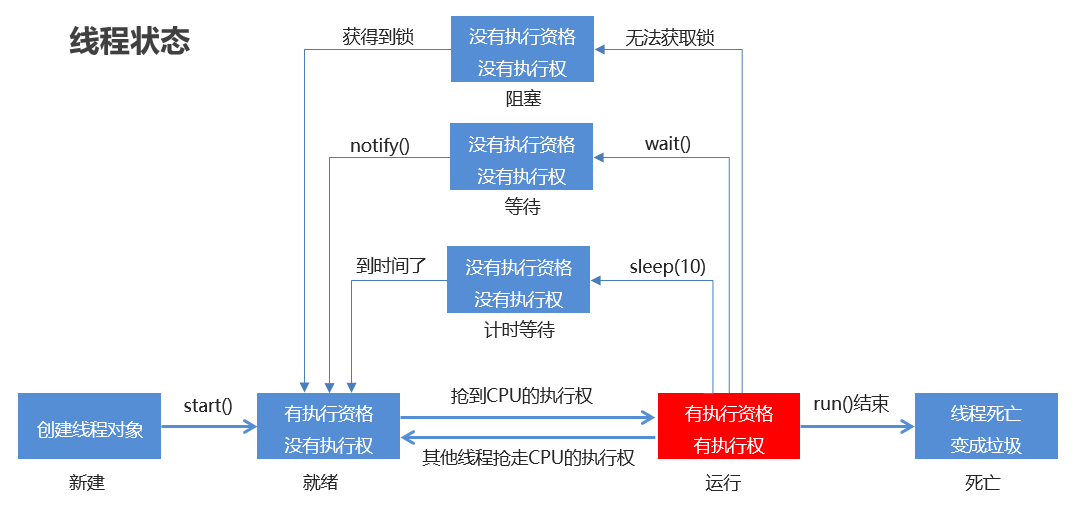 线程状态
获得到锁
没有执行资格
没有执行权
无法获取锁
阻塞
notify()
没有执行资格
没有执行权
wait()
等待
到时间了
没有执行资格
没有执行权
sleep(10)
计时等待
创建线程对象
start()
有执行资格
没有执行权
抢到CPU的执行权
其他线程抢走CPU的执行权
有执行资格
有执行权
run()结束
线程死亡
变成垃圾
新建
就绪
运行
死亡